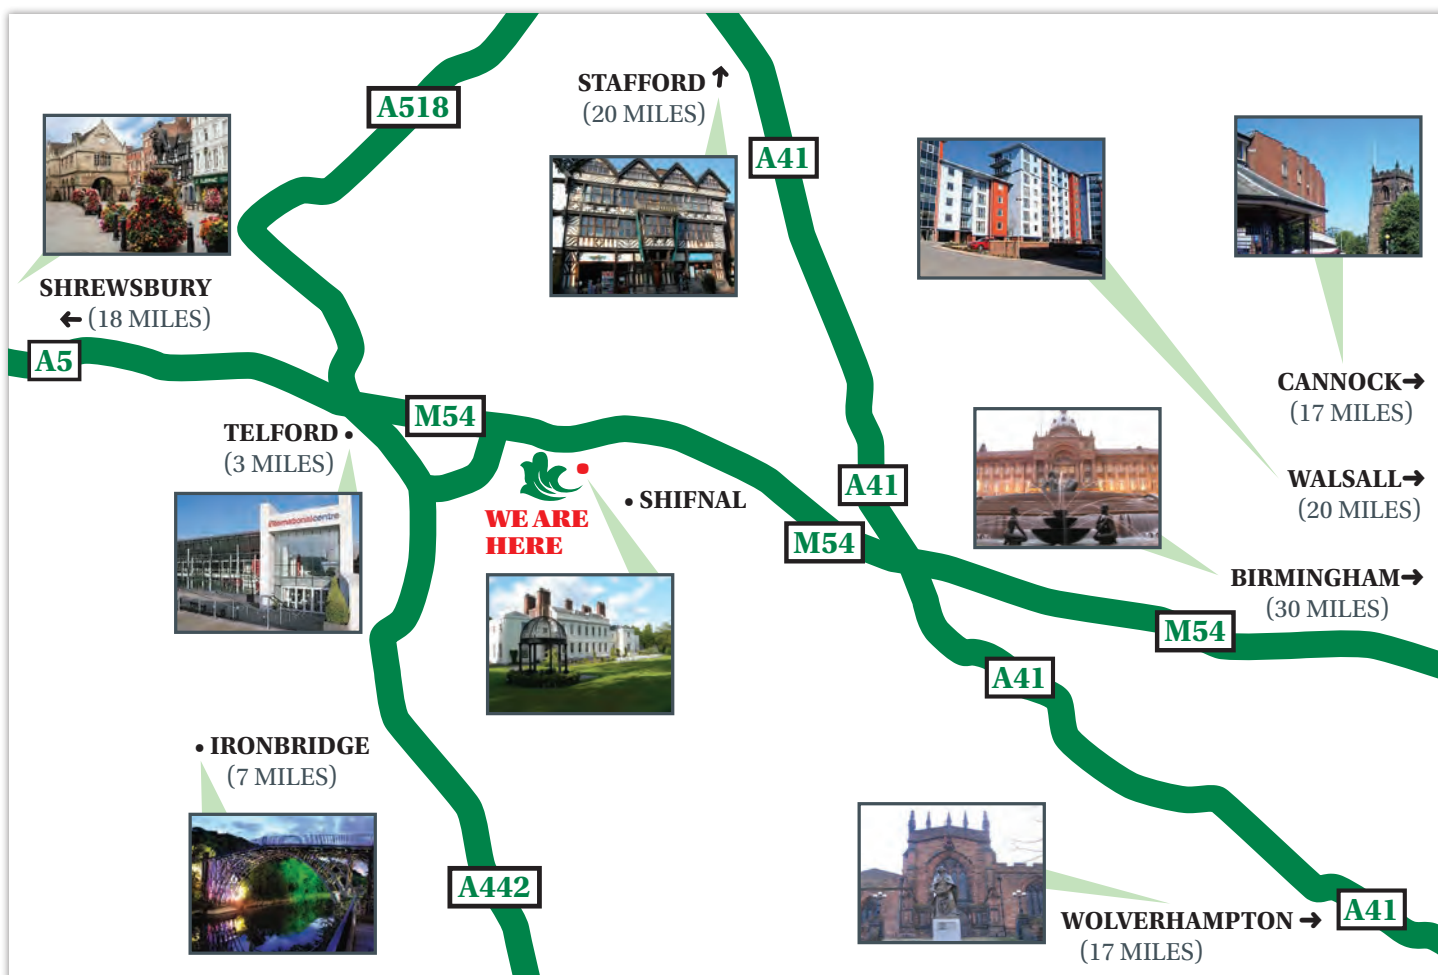 A518
STAFFORD
(20 MILES)
A41
SHREWSBURY
(18 MILES)
A5
CANNOCK
(17 MILES)
M54
TELFORD
(3 MILES)
WALSALL
(20 MILES)
A41
SHIFNAL
WE ARE
HERE
internationalcentre
M54
BIRMINGHAM
(30 MILES)
M54
A41
IRONBRIDGE
(7 MILES)
A442
WOLVERHAMPTON
(17 MILES)
A41